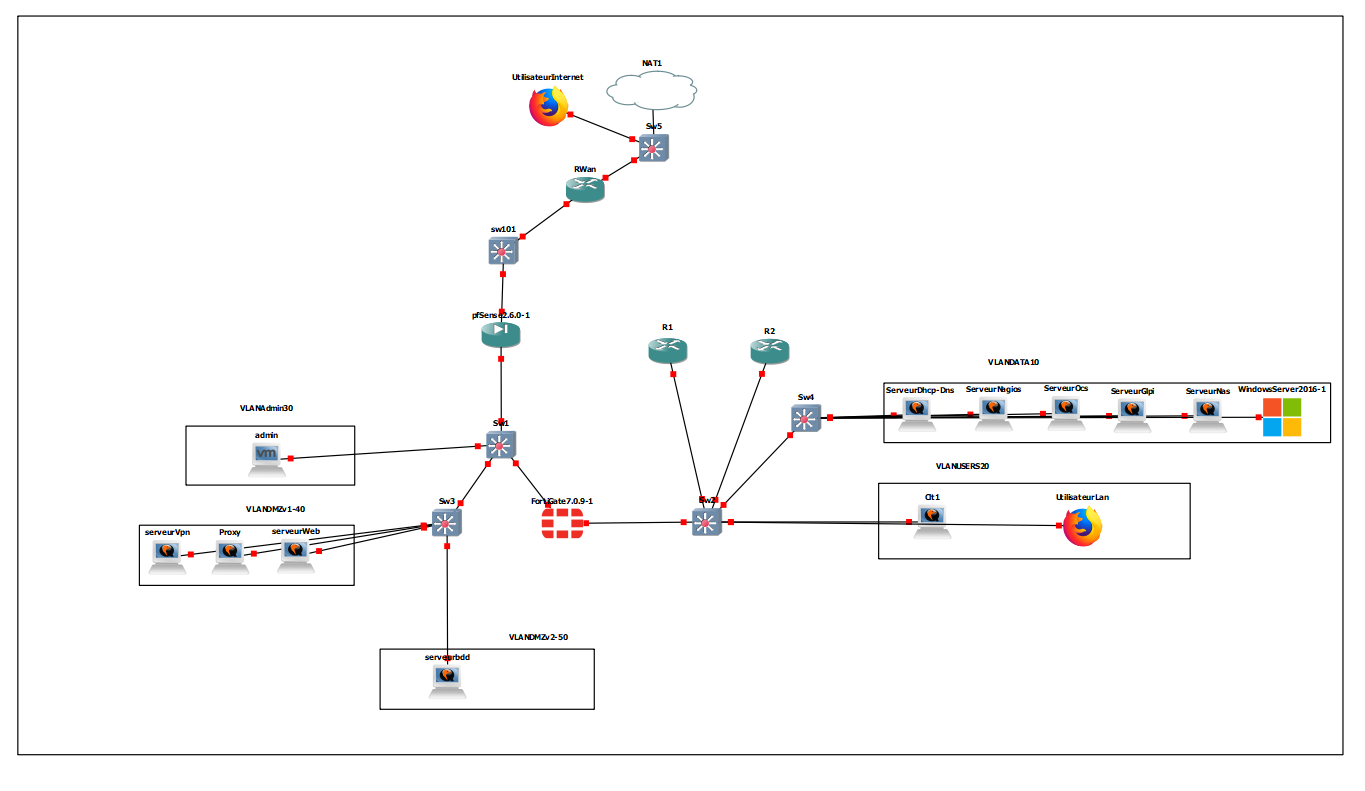 NAT1
UtilisateurInternet
Sw5
RWan
sw101
pfSense2.6.0-1
R1
R2
VLANDATA10
ServeurDhcp-Dns
ServeurNagios
ServeurOcs
ServeurGlpi
ServeurNas
WindowsServer2016-1
Sw4
VLANAdmin30
admin
Sw1
VLANUSERS20
Clt1
UtilisateurLan
Sw3
FortiGate7.0.9-1
Sw2
VLANDMZv1-40
serveurVpn
Proxy
serveurWeb
VLANDMZv2-50
serveurbdd